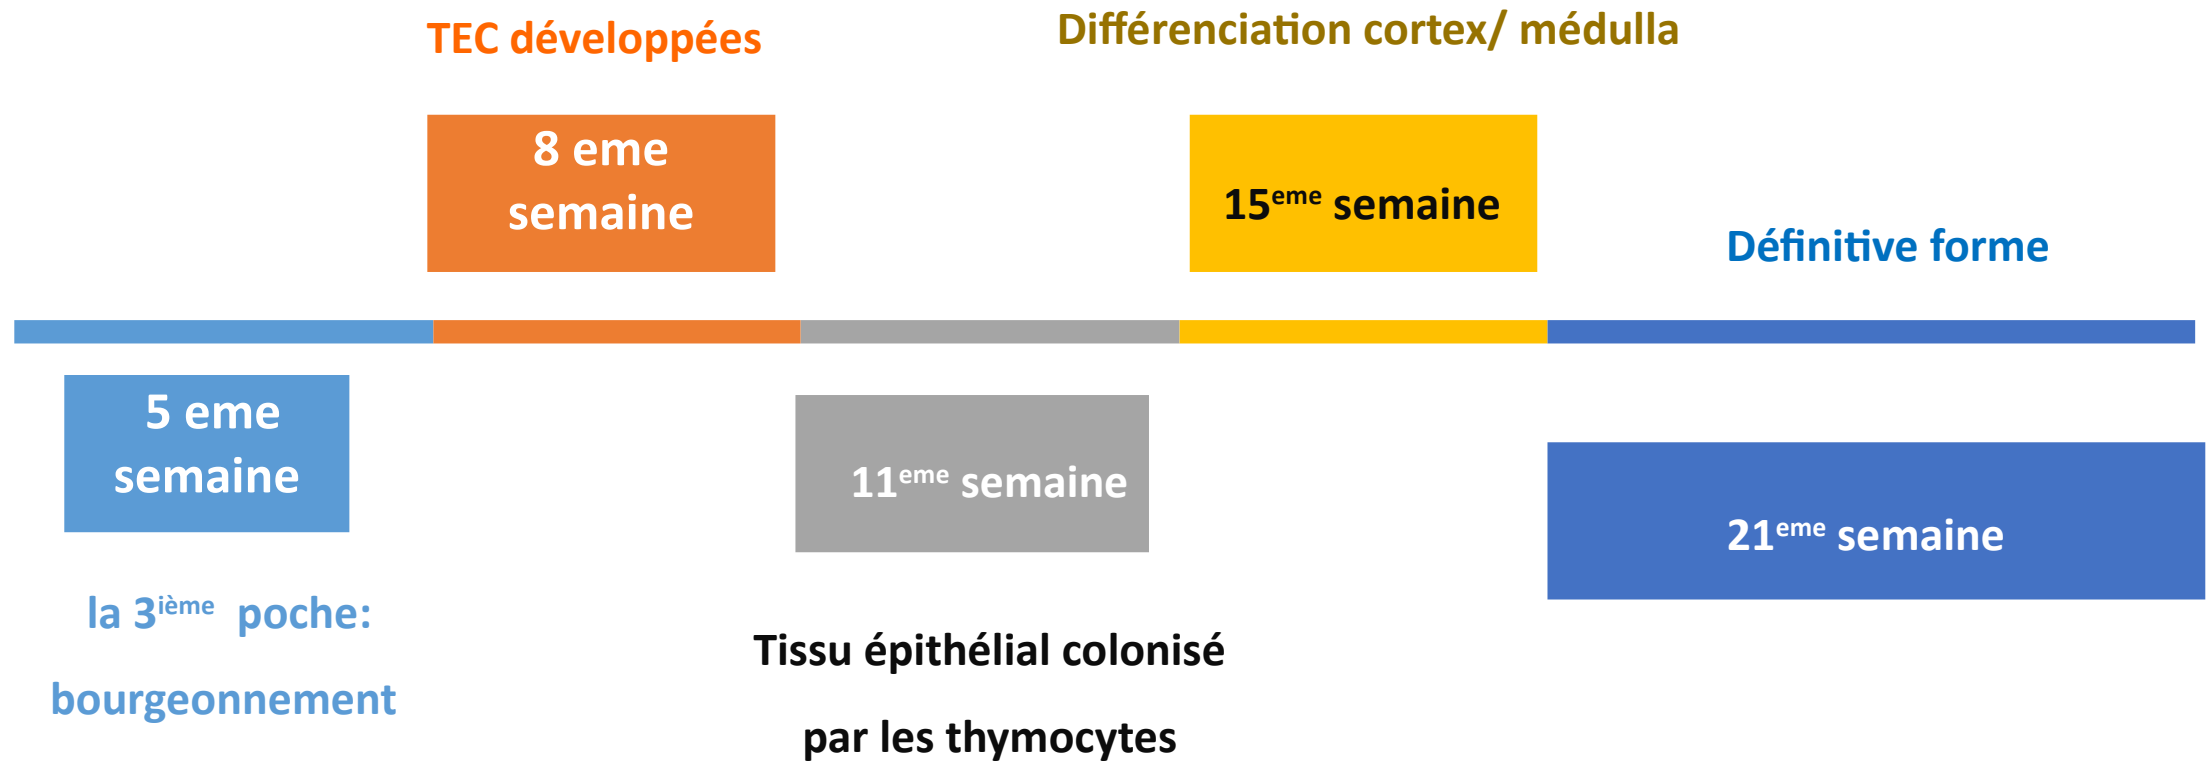 TEC développées
Différenciation cortex/ médulla
8 eme
semaine
15eme semaine
Définitive forme
5 eme
semaine
11eme semaine
21eme semaine
la 3ième poche:
bourgeonnement
Tissu épithélial colonisé
par les thymocytes